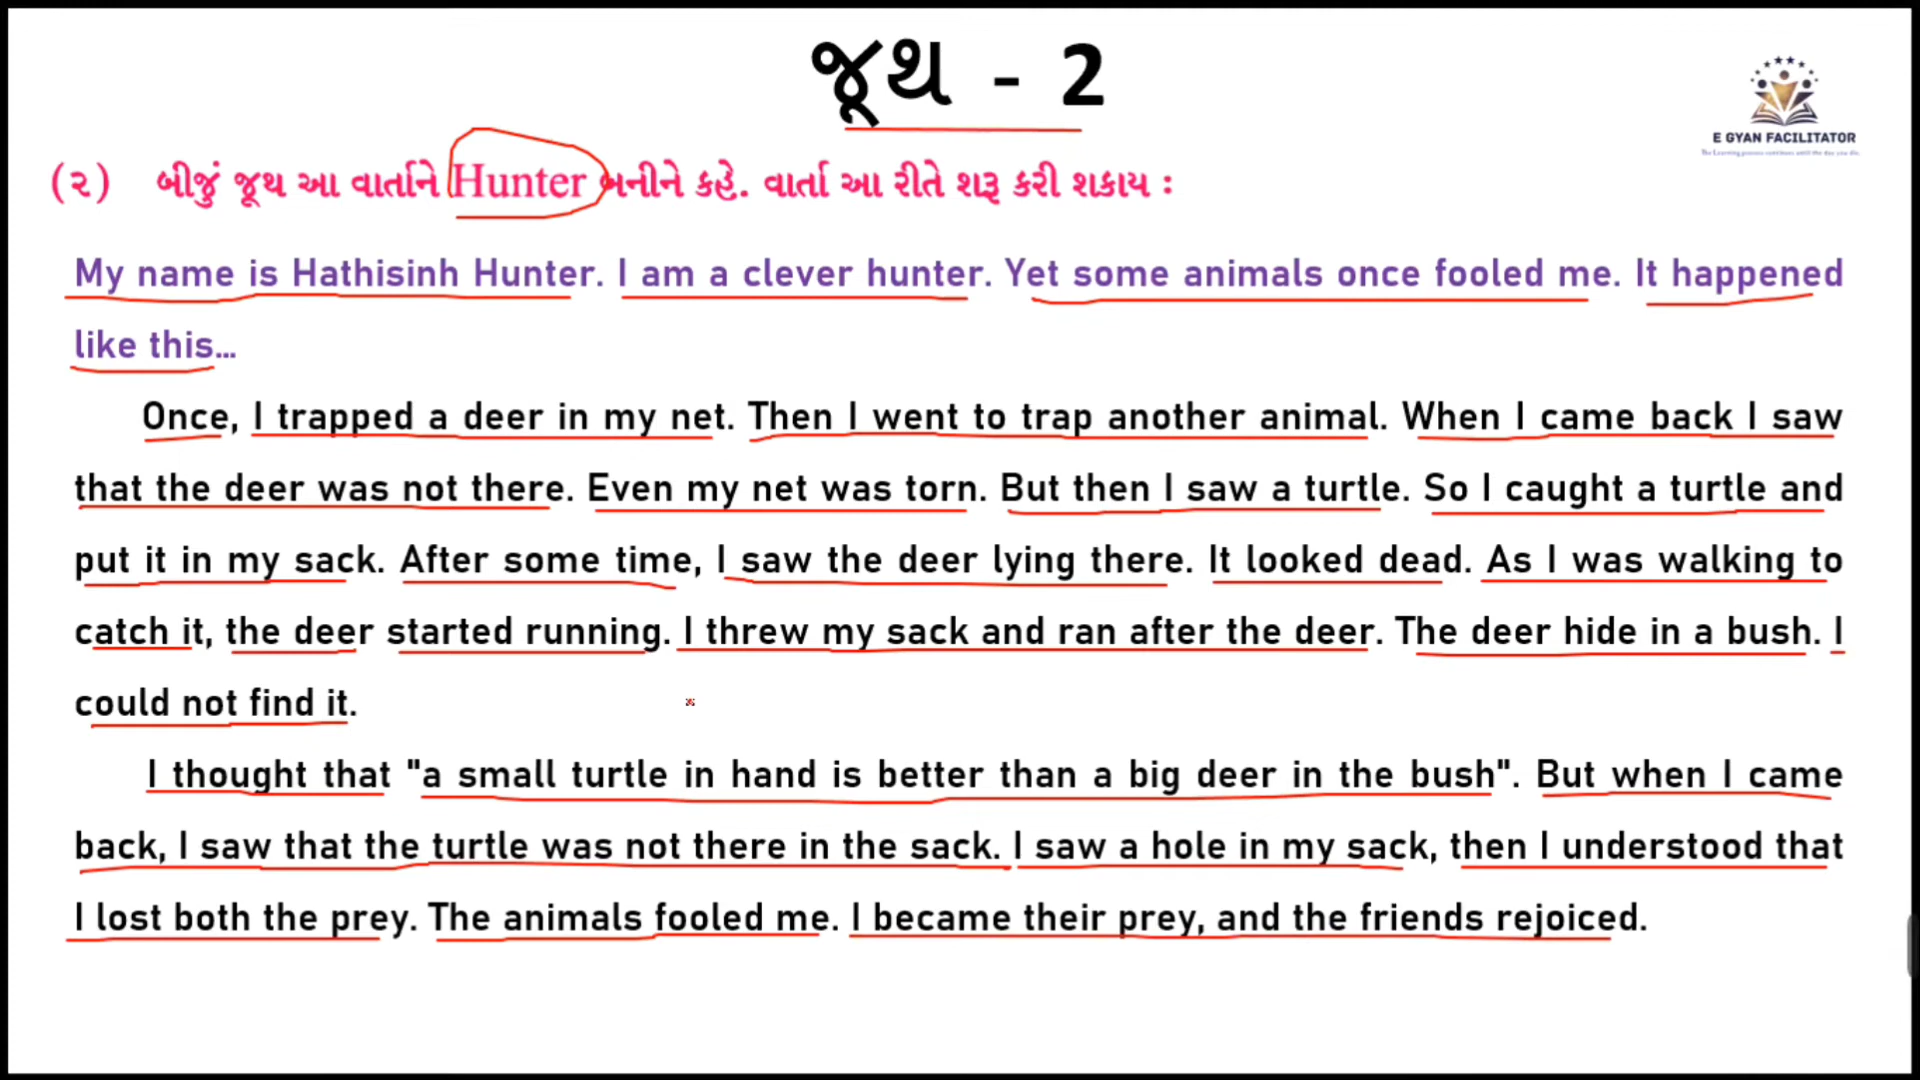 જૂથ - 2
E GYAN FACILITATOR
(૨) બીજું જૂથ આ વાર્તાને Hunter બનીને કહે. વાર્તા આ રીતે શરૂ કરી શકાય :
My name is Hathisinh Hunter. I am a clever hunter. Yet some animals once fooled me. It happened
like this...
Once, I trapped a deer in my net. Then I went to trap another animal. When I came back I saw
that the deer was not there. Even my net was torn. But then I saw a turtle. So I caught a turtle and
put it in my sack. After some time, I saw the deer lying there. It looked dead. As I was walking to
catch it, the deer started running. I threw my sack and ran after the deer. The deer hide in a bush. I
could not find it.
I thought that "a small turtle in hand is better than a big deer in the bush". But when I came
back, I saw that the turtle was not there in the sack. I saw a hole in my sack, then I understood that
I lost both the prey. The animals fooled me. I became their prey, and the friends rejoiced.